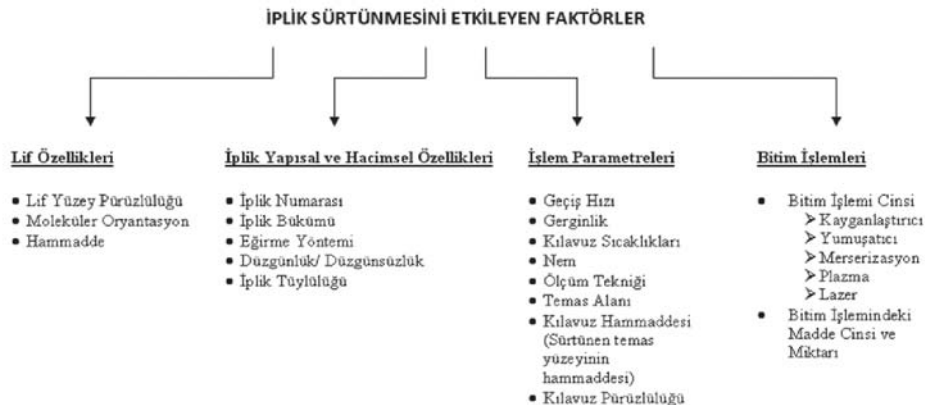 İPLİK SÜRTÜNMESİNİ ETKİLEYEN FAKTÖRLER
Lif Özellikleri
• Lif Yüzey Pürüzlülüğü
• Moleküler Oryantasyon
• Hammadde
İplik Yapısal ve Hacimsel Özellikleri
• İplik Numarası
• İplik Bükümü
• Eğirme Yöntemi
• Düzgünlük/ Düzgünsüzlük
• İplik Tüylülüğü
İşlem Parametreleri
• Geçiş Hızı
• Gerginlik
• Kılavuz Sıcaklıkları
• Nem
• Ölçüm Tekniği
• Temas Alanı
• Kılavuz Hammaddesi
(Sürtünen temas
yüzeyinin
hammaddesi)
• Kılavuz Pürüzlülüğü
Bitim İşlemleri
• Bitim İşlemi Cinsi
➢ Kayganlaştırıcı
➢ Yumuşatıcı
➢ Merserizasyon
➢ Plazma
➢ Lazer
• Bitim İşlemindeki
Madde Cinsi ve
Miktarı